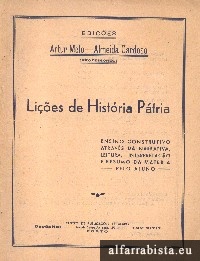 EDIÇÕES
Artur Melo - Almeida Cardoso
Lições de História Pátria
ENSINO CONSTRUTIVO
ATRAVÉS DA NARRATIVA,
LEITURA, INTERPRETAÇÃO
E RESUMO DA MATÉRIA
PELO ALUNO
PORTO
alfarrabista.eu